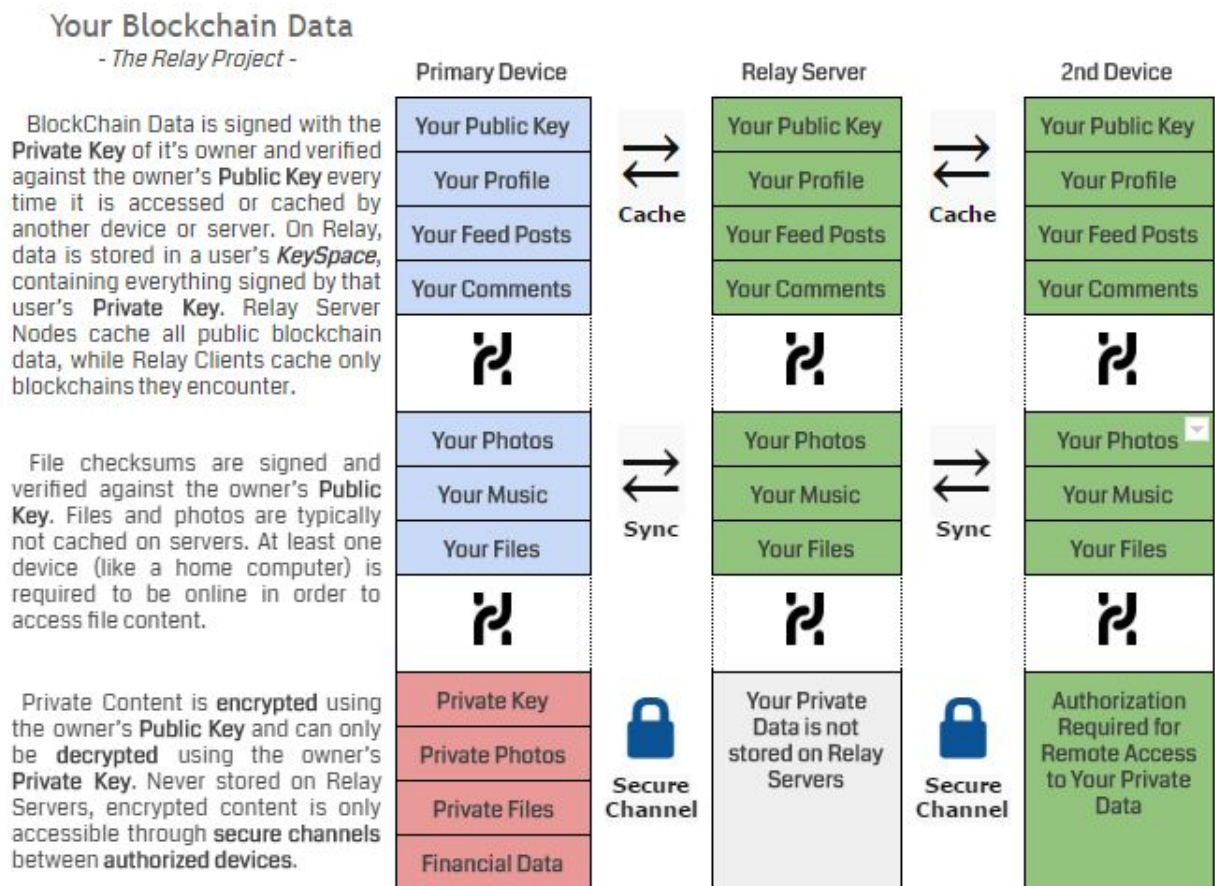 Your Blockchain Data
- The Relay Project -
BlockChain Data is signed with the
Private Key of it's owner and verified
against the owner's Public Key every
time it is accessed or cached by
another device or server. On Relay,
data is stored in a user's KeySpace,
containing everything signed by that
user's Private Key. Relay Server
Nodes cache all public blockchain
data, while Relay Clients cache only
blockchains they encounter.
File checksums are signed and
verified against the owner's Public
Key. Files and photos are typically
not cached on servers. At least one
device (like a home computer) is
required to be online in order to
access file content.
Private Content is encrypted using
the owner's Public Key and can only
be decrypted using the owner's
Private Key. Never stored on Relay
Servers, encrypted content is only
accessible through secure channels
between authorized devices.
Primary Device
Your Public Key
Your Profile
Your Feed Posts
Your Comments
Your Photos
Your Music
Your Files
Private Key
Private Photos
Private Files
Financial Data
Cache
Sync
Secure
Channel
Relay Server
Your Public Key
Your Profile
Your Feed Posts
Your Comments
Your Photos
Your Music
Your Files
Your Private
Data is not
stored on Relay
Servers
Cache
Sync
Secure
Channel
2nd Device
Your Public Key
Your Profile
Your Feed Posts
Your Comments
Your Photos
Your Music
Your Files
Authorization
Required for
Remote Access
to Your Private
Data